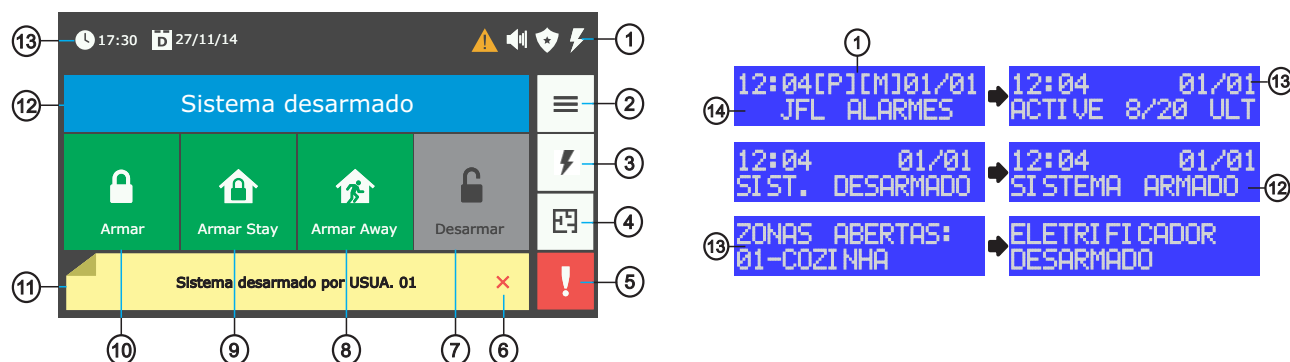 13
17:30
D
27/11/14
1
12
Sistema desarmado
2
3
Armar
Armar Stay
Armar Away
Desarmar
4
11
Sistema desarmado por USUA. 01
5
10
9
8
7
6
1
12:04[P][M]01/01
14
JFL ALARMES
12:04 01/01
13
ACTIVE 8/20 ULT
12:04 01/01
SIST. DESARMADO
12:04 01/01
SISTEMA ARMADO
12
13
ZONAS ABERTAS:
01-COZINHA
ELETRIFICADOR
DESARMADO